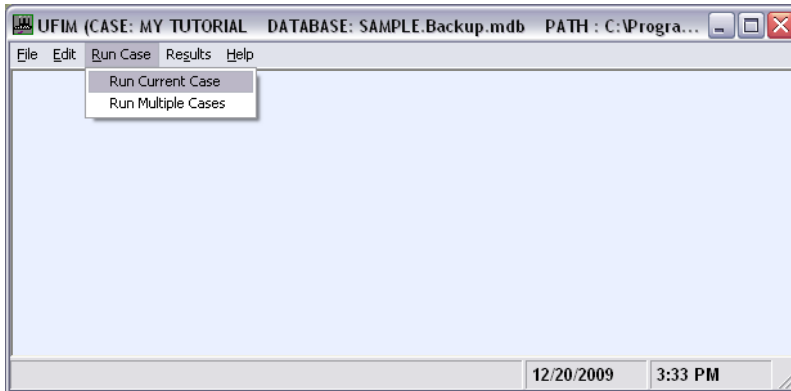 UFIM (CASE: MY TUTORIAL DATABASE: SAMPLE.Backup.mdb PATH : C:\Progra...
File Edit Run Case Results Help
Run Current Case
Run Multiple Cases
12/20/2009 3:33 PM